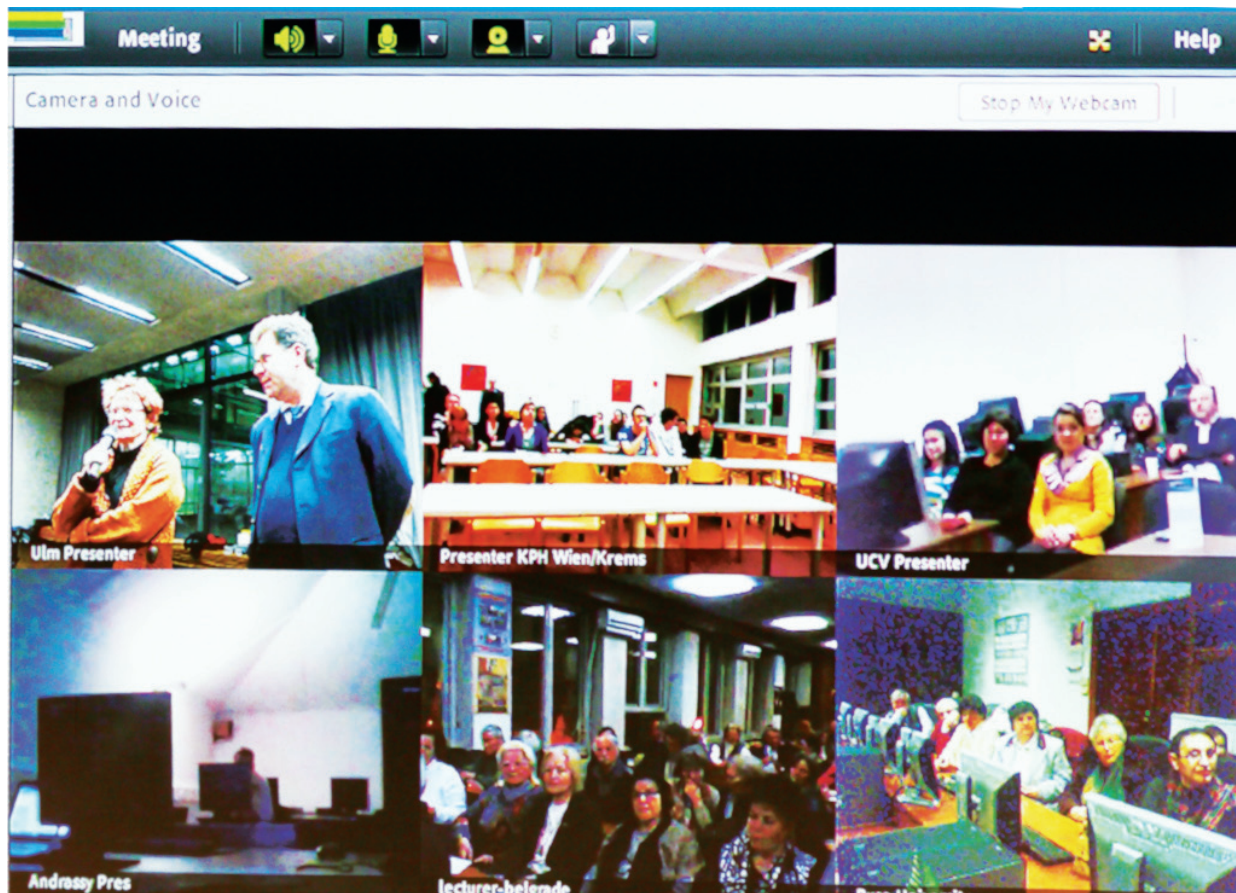 Meeting
Help
Camera and Voice
Stop My Webcam
Ulm Presenter
Presenter KPH Wien/Krems
UCV Presenter
Andrassy Pres
lecturer-belgrade